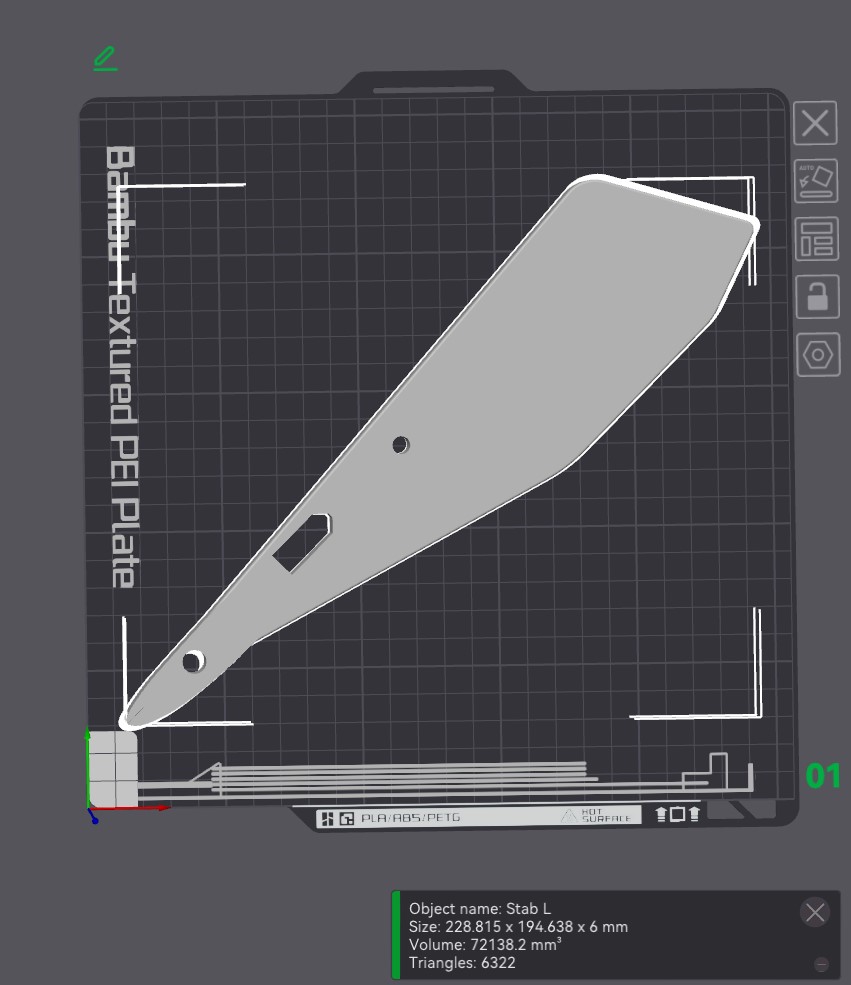 Bambu Textured PEI Plate
AUTO
01
PLA/ABS/PETG
HOT
SURFACE
Object name: Stab L
Size: 228.815 x 194.638 x 6 mm
Volume: 72138.2 mm³
Triangles: 6322